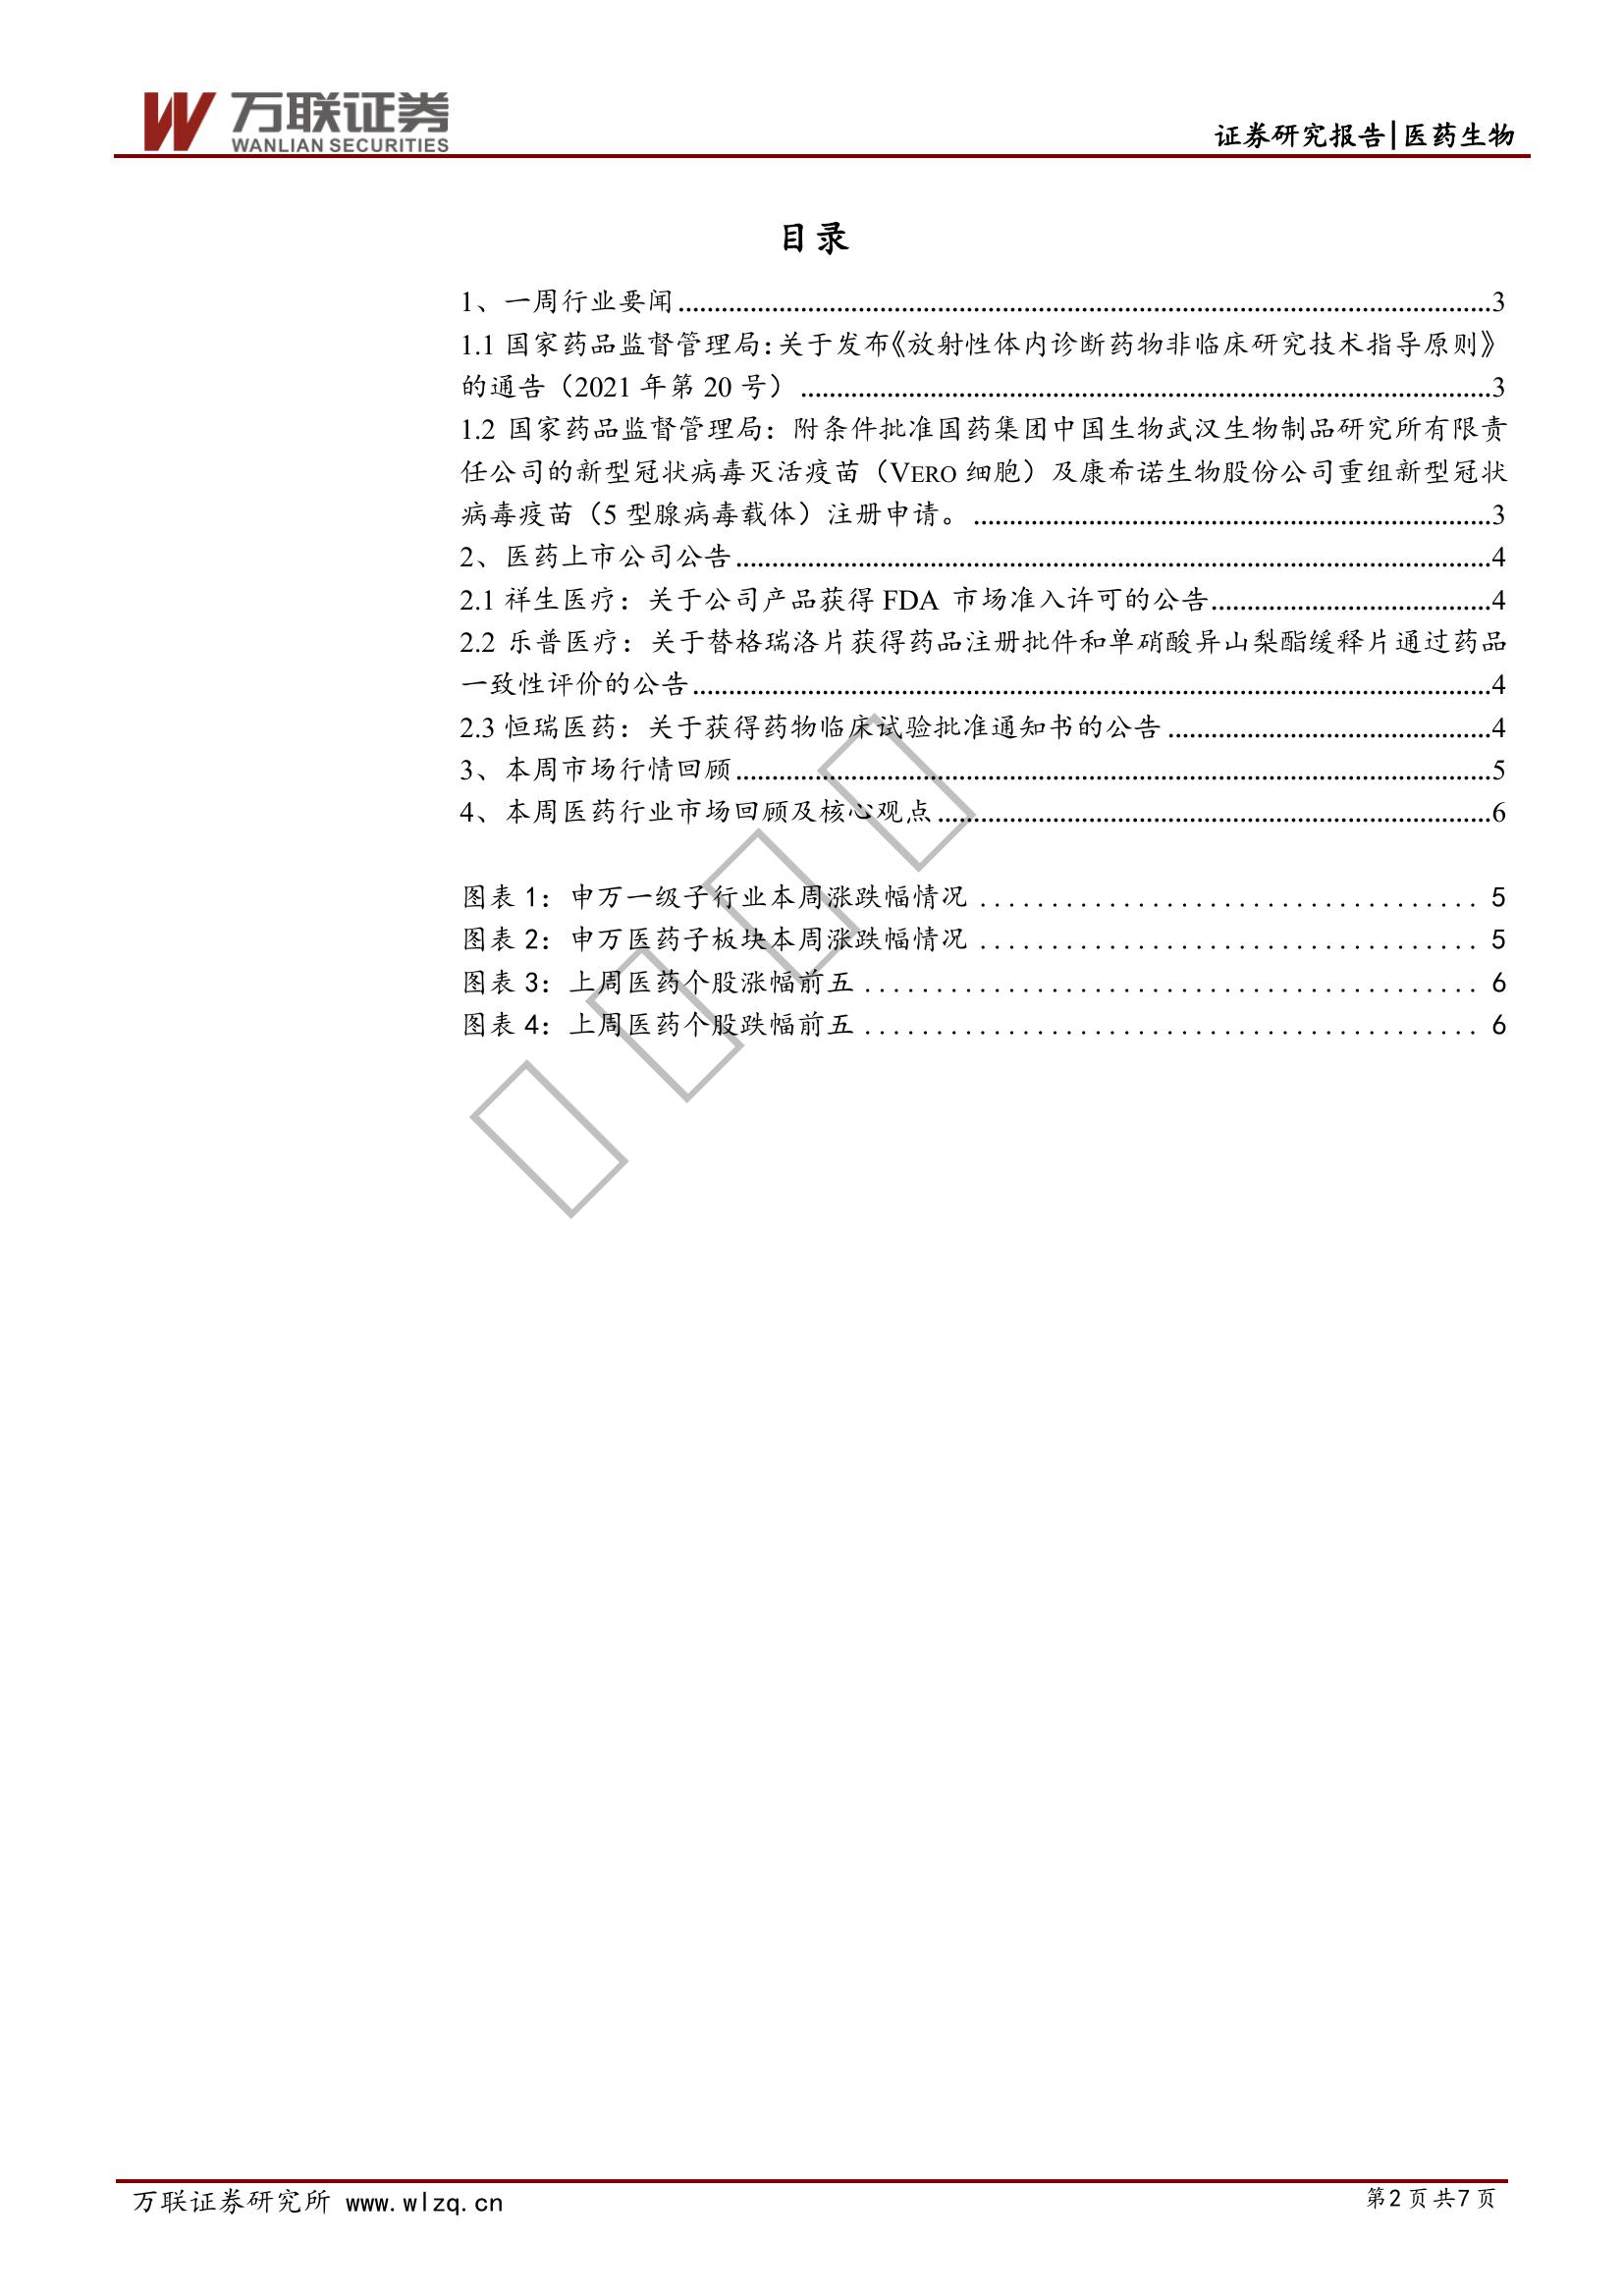 万联证券
WANLIAN SECURITIES
证券研究报告|医药生物
目录
1、一周行业要闻........................................3
1.1 国家药品监督管理局：关于发布《放射性体内诊断药物非临床研究技术指导原则》
的通告（2021 年第 20 号）........................................3
1.2 国家药品监督管理局：附条件批准国药集团中国生物武汉生物制品研究所有限责
任公司的新型冠状病毒灭活疫苗（VERO 细胞）及康希诺生物股份公司重组新型冠状
病毒疫苗（5 型腺病毒载体）注册申请。........................................3
2、医药上市公司公告........................................4
2.1 祥生医疗：关于公司产品获得 FDA 市场准入许可的公告........................................4
2.2 乐普医疗：关于替格瑞洛片获得药品注册批件和单硝酸异山梨酯缓释片通过药品
一致性评价的公告........................................4
2.3 恒瑞医药：关于获得药物临床试验批准通知书的公告........................................4
3、本周市场行情回顾........................................5
4、本周医药行业市场回顾及核心观点........................................6
图表 1：申万一级子行业本周涨跌幅情况........................................5
图表 2：申万医药子板块本周涨跌幅情况........................................5
图表 3：上周医药个股涨幅前五........................................6
图表 4：上周医药个股跌幅前五........................................6
万联证券研究所 www.wlzq.cn
第2页共7页